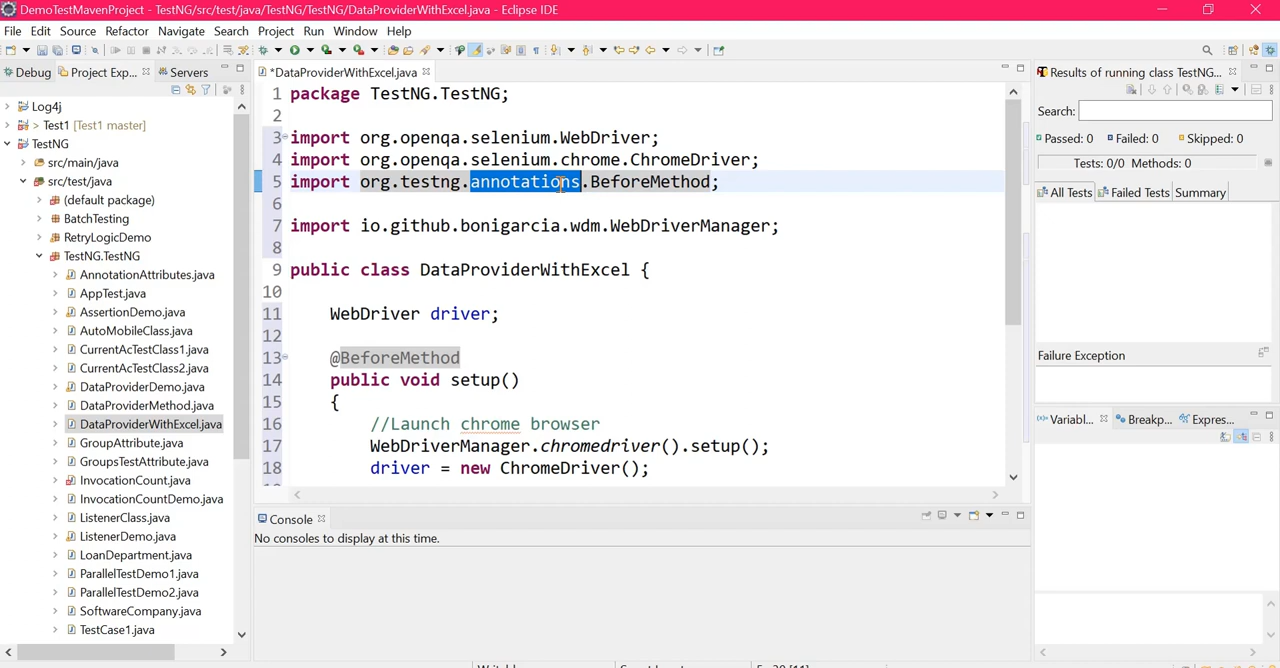 DemoTestMavenProject - TestNG/src/test/java/TestNG/TestNG/DataProviderWithExcel.java - Eclipse IDE
File Edit Source Refactor Navigate Search Project Run Window Help
Debug Project Exp... Servers
Log4j
> Test1 [Test1 master]
TestNG
src/main/java
src/test/java
(default package)
BatchTesting
RetryLogicDemo
TestNG.TestNG
AnnotationAttributes.java
AppTest.java
AssertionDemo.java
AutoMobileClass.java
CurrentAcTestClass1.java
CurrentAcTestClass2.java
DataProviderDemo.java
DataProviderMethod.java
DataProviderWithExcel.java
GroupAttribute.java
GroupsTestAttribute.java
InvocationCount.java
InvocationCountDemo.java
ListenerClass.java
ListenerDemo.java
LoanDepartment.java
ParallelTestDemo1.java
ParallelTestDemo2.java
SoftwareCompany.java
TestCase1.java
*DataProviderWithExcel.java
1 package TestNG.TestNG;
2
3 import org.openqa.selenium.WebDriver;
4 import org.openqa.selenium.chrome.ChromeDriver;
5 import org.testng.annotations.BeforeMethod;
6
7 import io.github.bonigarcia.wdm.WebDriverManager;
8
9 public class DataProviderWithExcel {
10
11 WebDriver driver;
12
13 @BeforeMethod
14 public void setup()
15 {
16 //Launch chrome browser
17 WebDriverManager.chromedriver().setup();
18 driver = new ChromeDriver();
Console
No consoles to display at this time.
Results of running class TestNG...
Search:
Passed: 0 Failed: 0 Skipped: 0
Tests: 0/0 Methods: 0
All Tests Failed Tests Summary
Failure Exception
Variabl... Breakp... Expres...